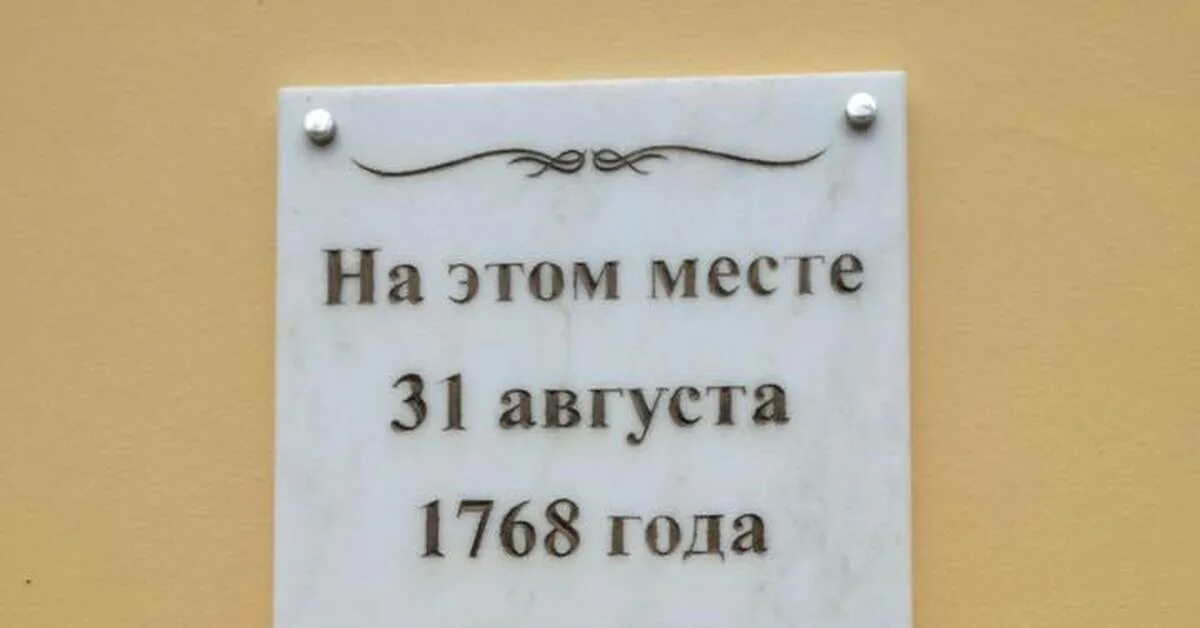 На этом месте
31 августа
1768 года